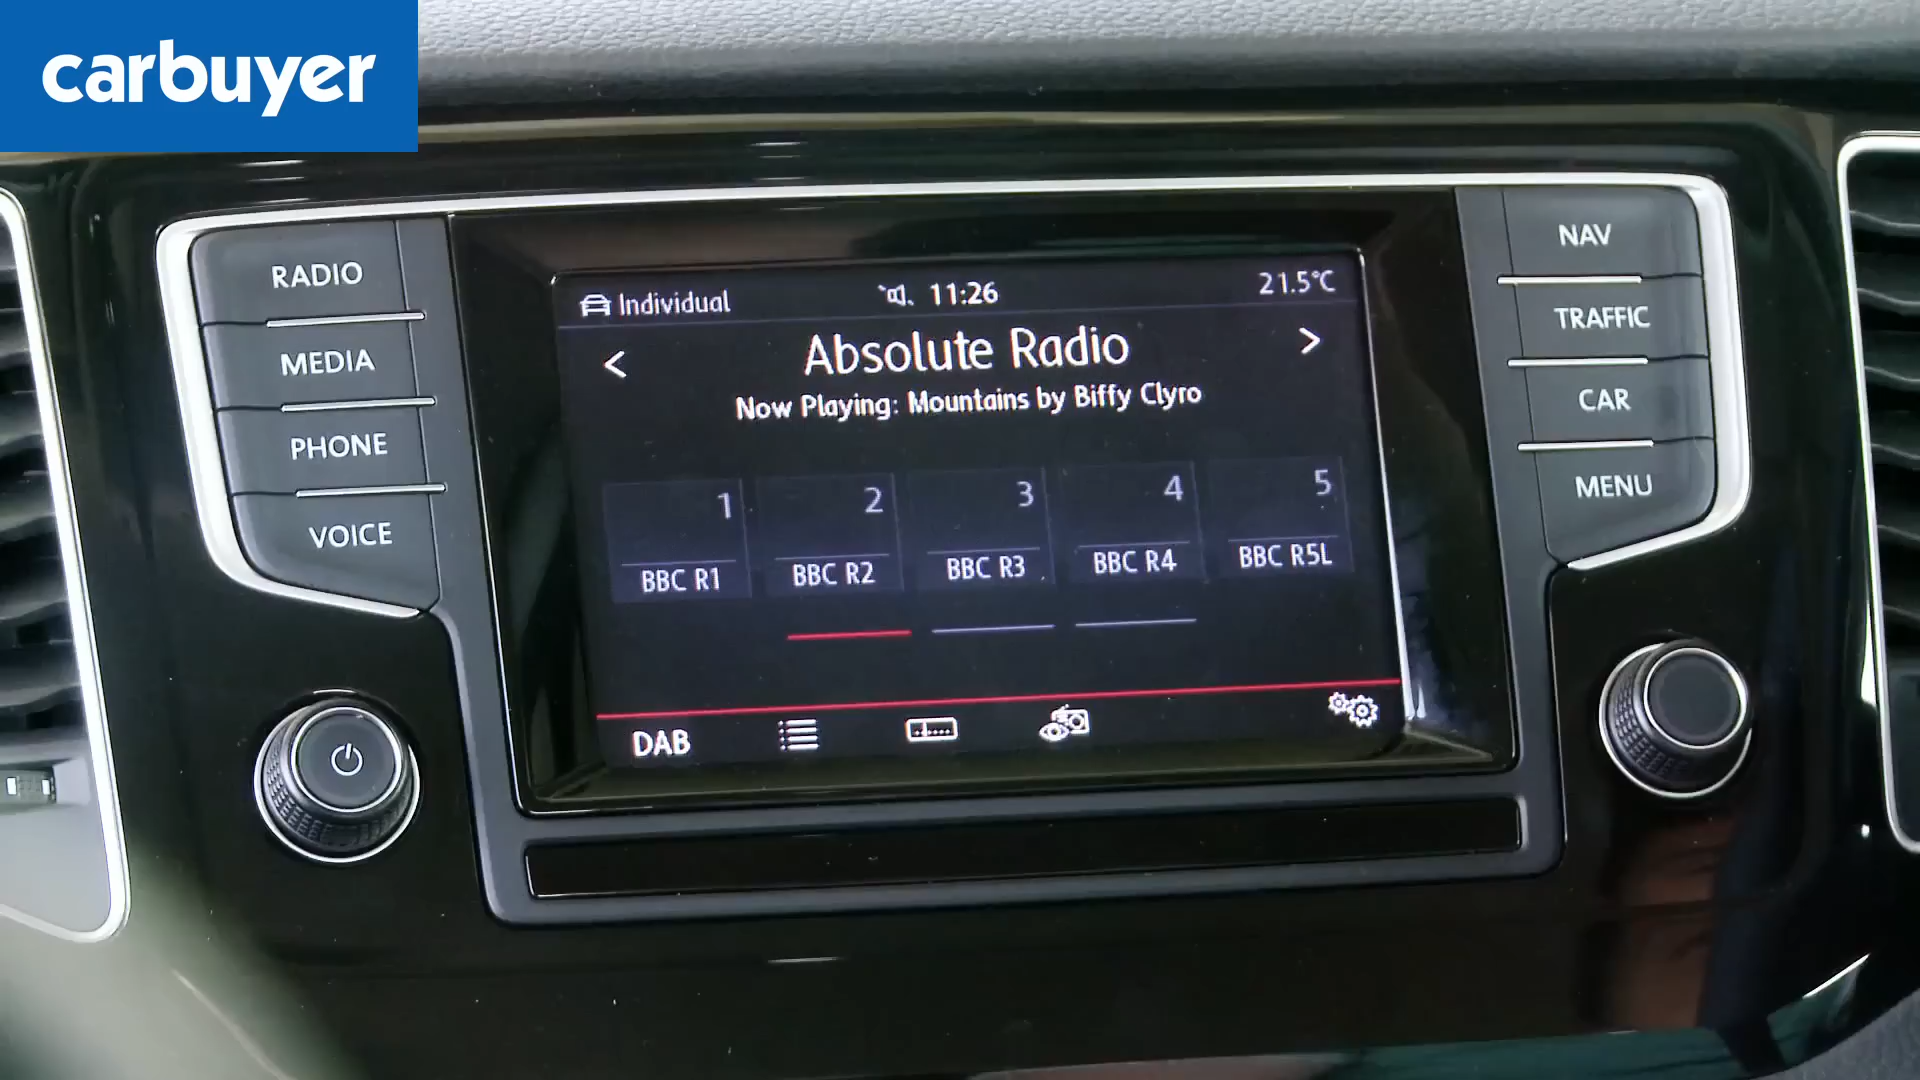 carbuyer
RADIO
MEDIA
PHONE
VOICE
Individual
11:26
21.5°C
< Absolute Radio >
Now Playing: Mountains by Biffy Clyro
1 2 3 4 5
BBC R1 BBC R2 BBC R3 BBC R4 BBC R5L
DAB
NAV
TRAFFIC
CAR
MENU